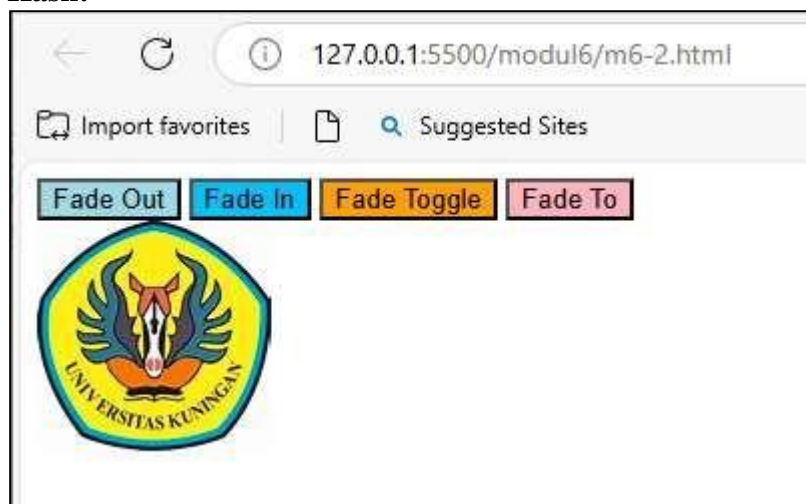 127.0.0.1:5500/modul6/m6-2.html
Import favorites Suggested Sites
Fade Out Fade In Fade Toggle Fade To
UNIVERSITAS KUNINGAN